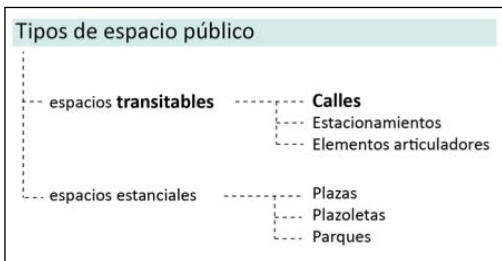 Tipos de espacio público
espacios transitables
Calles
Estacionamientos
Elementos articuladores
espacios estanciales
Plazas
Plazoletas
Parques